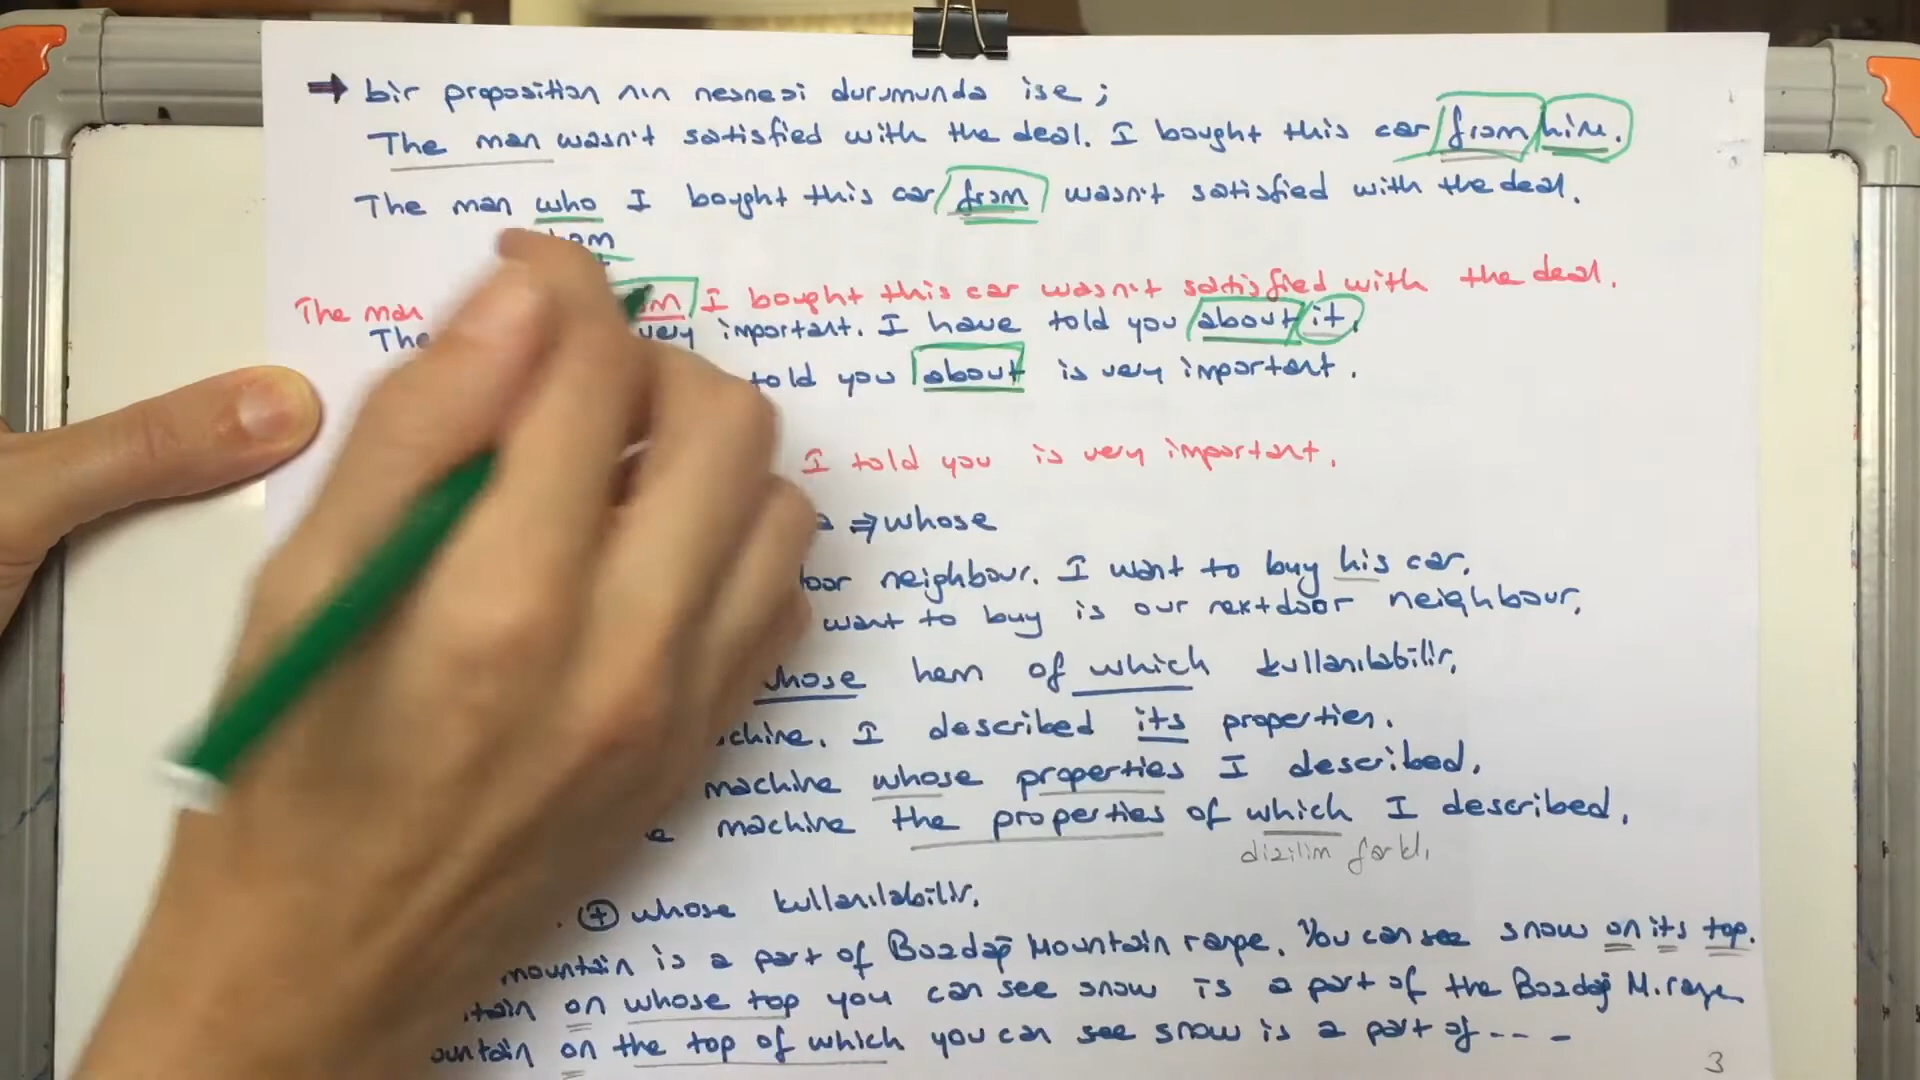 ➡ bir proposition nın nesnesi durumunda ise;
The man wasn't satisfied with the deal. I bought this car from him.
The man who I bought this car from wasn't satisfied with the deal.
The man I bought this car wasn't satisfied with the deal.
The very important. I have told you about it.
told you about is very important.
I told you is very important.
⇒ whose
neighbour. I want to buy his car.
want to buy is our nextdoor neighbour.
whose hem of which kullanılabilir.
I described its properties.
machine whose properties I described.
machine the properties of which I described.
dizilim farklı
⊕ whose kullanılabilir.
mountain is a part of Bozdağ Mountain range. You can see snow on its top.
on whose top you can see snow is a part of the Bozdağ M. range
on the top of which you can see snow is a part of ---
3